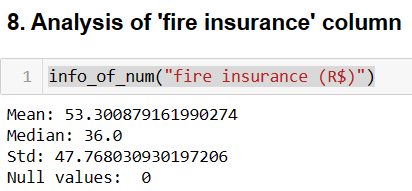 8. Analysis of 'fire insurance' column
1 info_of_num("fire insurance (R$)")
Mean: 53.300879161990274
Median: 36.0
Std: 47.768030930197206
Null values:  0